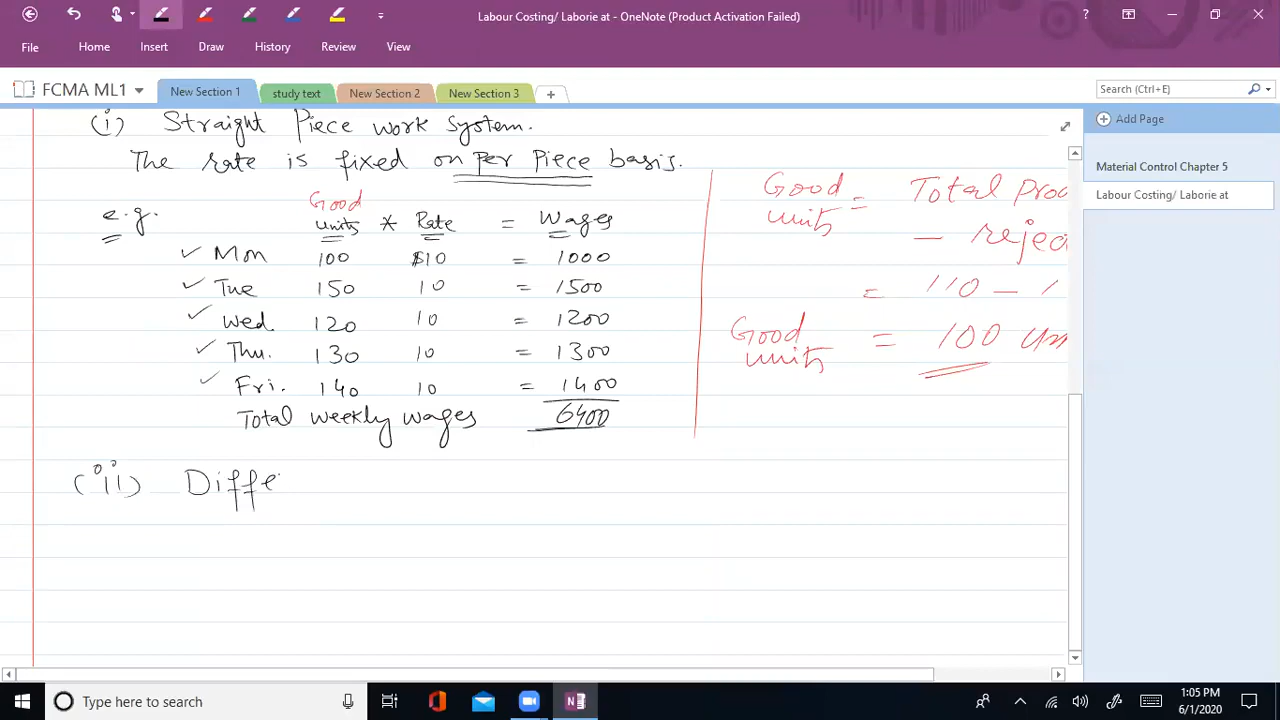 Labour Costing/ Laborie at - OneNote (Product Activation Failed)
File Home Insert Draw History Review View
FCMA ML1 New Section 1 study text New Section 2 New Section 3
Search (Ctrl+E)
Add Page
Material Control Chapter 5
Labour Costing/ Laborie at
(i) Straight Piece work system.
The rate is fixed on Per Piece basis.
e.g. Good units * Rate = Wages
Mon 100 $10 = 1000
Tue 150 10 = 1500
Wed. 120 10 = 1200
Thu. 130 10 = 1300
Fri. 140 10 = 1400
Total weekly wages 6400
Good units = Total Prod
- rejec
= 110 - 1
Good units = 100 Un
(ii) Diffe
Type here to search
1:05 PM
6/1/2020